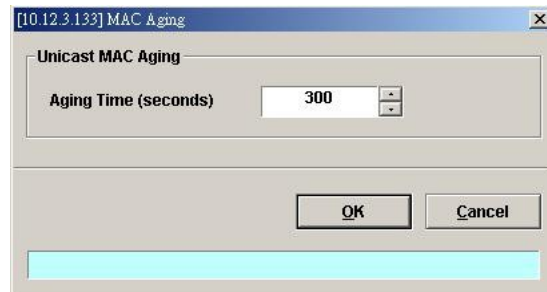 [10.12.3.133] MAC Aging
Unicast MAC Aging
Aging Time (seconds) 300
OK Cancel